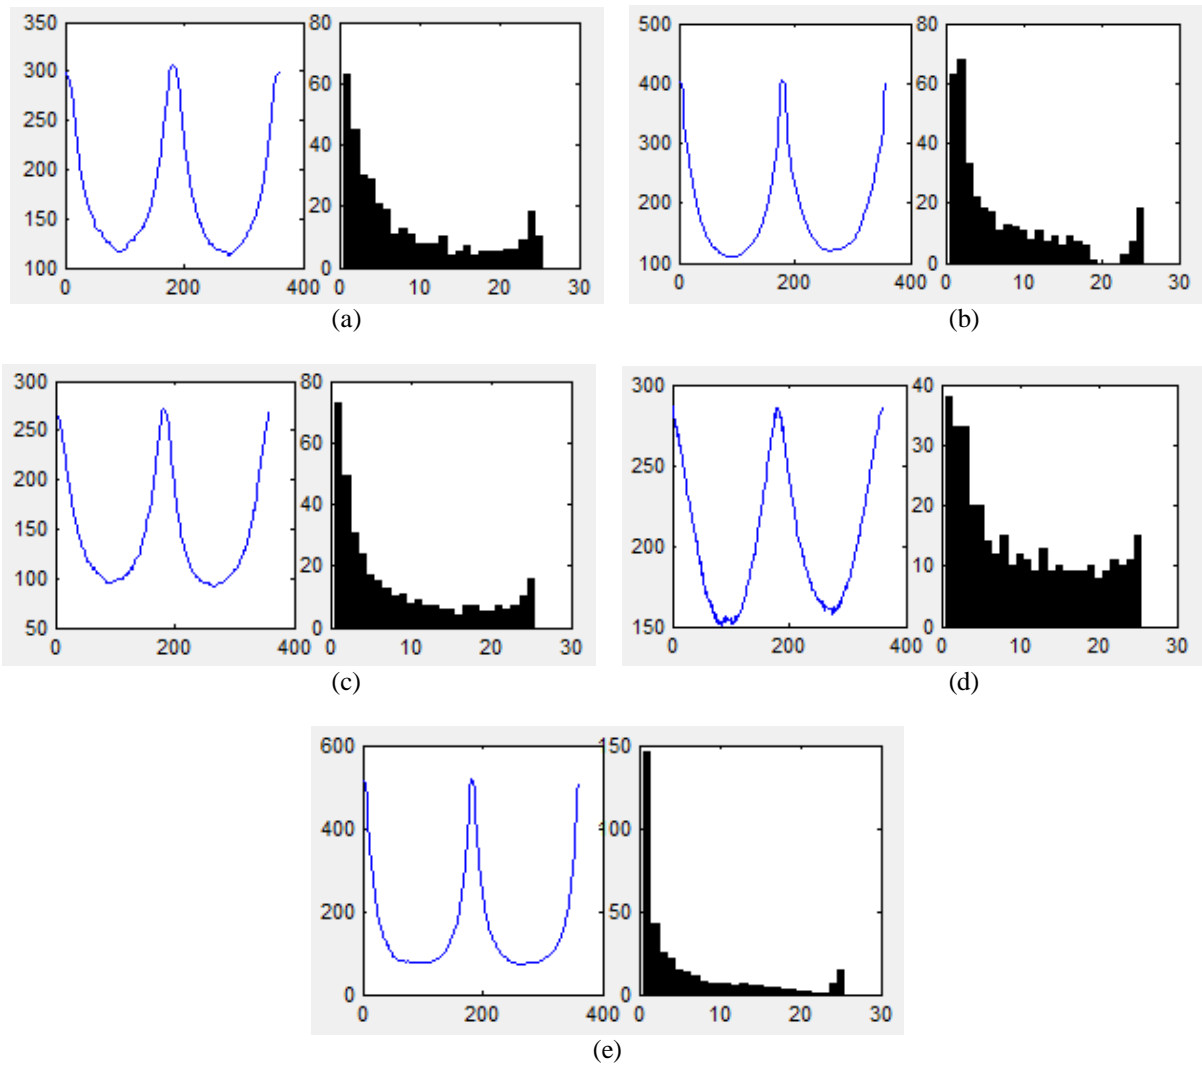 350 300 250 200 150 100 0 200 400
80 60 40 20 0 0 10 20 30
(a)
500 400 300 200 100 0 200 400
80 60 40 20 0 0 10 20 30
(b)
300 250 200 150 100 50 0 200 400
80 60 40 20 0 0 10 20 30
(c)
300 250 200 150 0 200 400
40 30 20 10 0 0 10 20 30
(d)
600 400 200 0 0 200 400
150 00 50 0 0 10 20 30
(e)